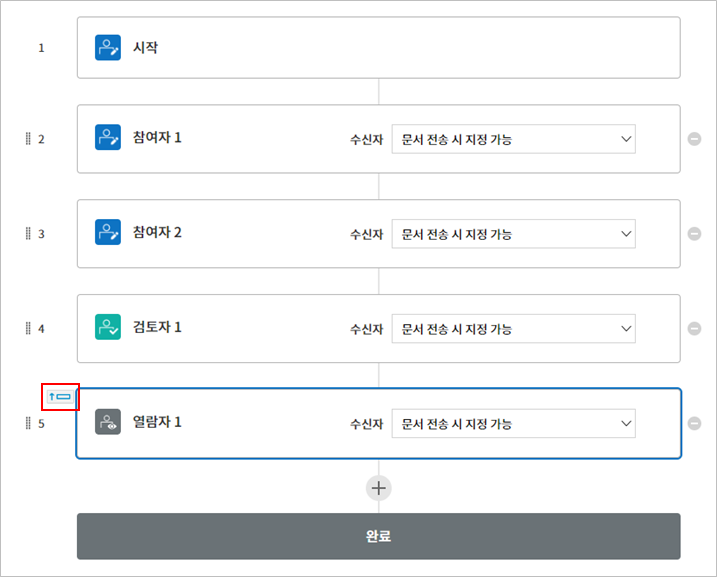 1 시작
2 참여자 1 수신자 문서 전송 시 지정 가능
3 참여자 2 수신자 문서 전송 시 지정 가능
4 검토자 1 수신자 문서 전송 시 지정 가능
5 열람자 1 수신자 문서 전송 시 지정 가능
완료